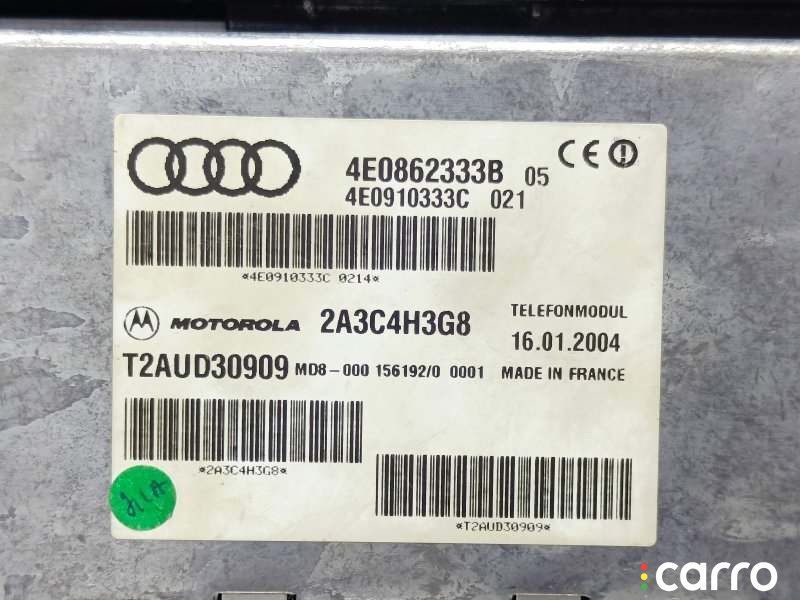 4E0862333B 05 CE
4E0910333C 021
*4E0910333C 0214*
MOTOROLA 2A3C4H3G8
TELEFONMODUL
16.01.2004
T2AUD30909 MD8-000 156192/0 0001 MADE IN FRANCE
*2A3C4H3G8*
*T2AUD30909*
carro